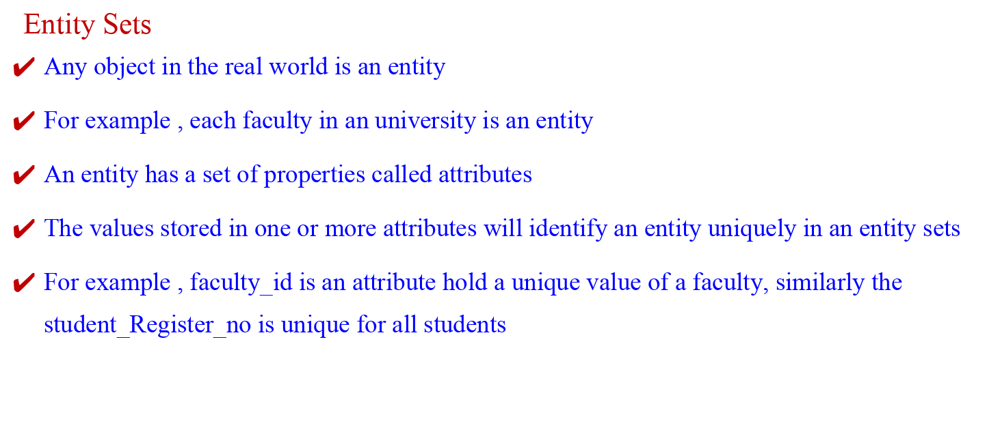 Entity Sets
✔ Any object in the real world is an entity
✔ For example , each faculty in an university is an entity
✔ An entity has a set of properties called attributes
✔ The values stored in one or more attributes will identify an entity uniquely in an entity sets
✔ For example , faculty_id is an attribute hold a unique value of a faculty, similarly the
student_Register_no is unique for all students